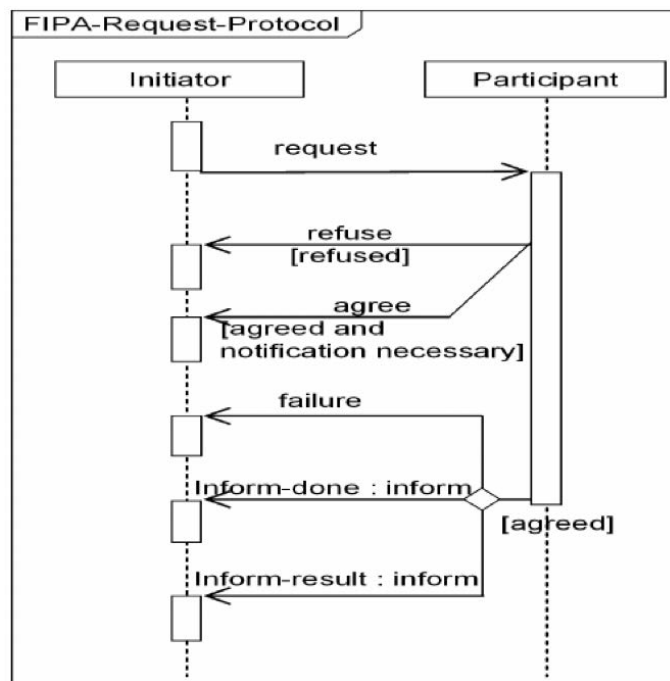 FIPA-Request-Protocol
Initiator
Participant
request
refuse
[refused]
agree
[agreed and
notification necessary]
failure
Inform-done : inform
[agreed]
Inform-result : inform